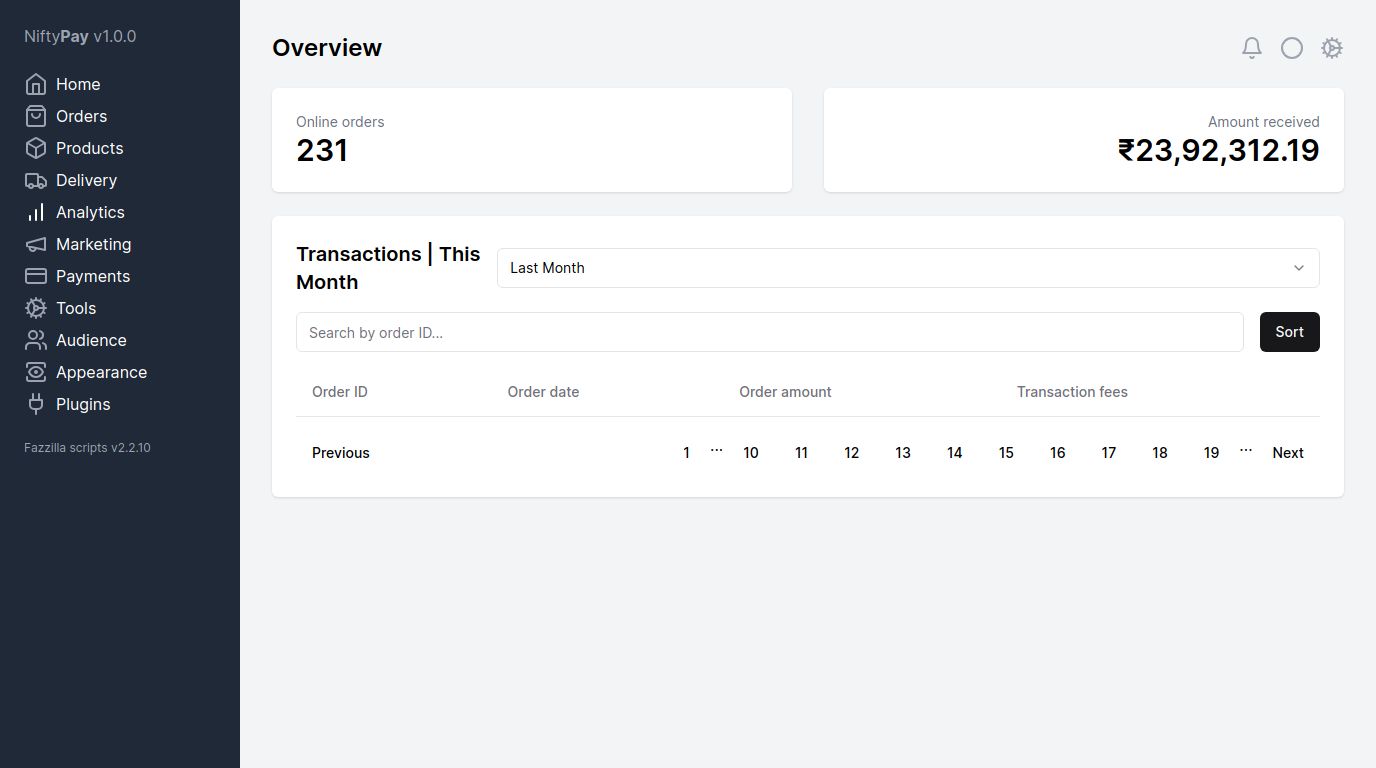 NiftyPay v1.0.0
Home
Orders
Products
Delivery
Analytics
Marketing
Payments
Tools
Audience
Appearance
Plugins
Fazzilla scripts v2.2.10
Overview
Online orders
231
Amount received
₹23,92,312.19
Transactions | This
Month
Last Month
Search by order ID...
Sort
Order ID Order date Order amount Transaction fees
Previous 1 ... 10 11 12 13 14 15 16 17 18 19 ... Next